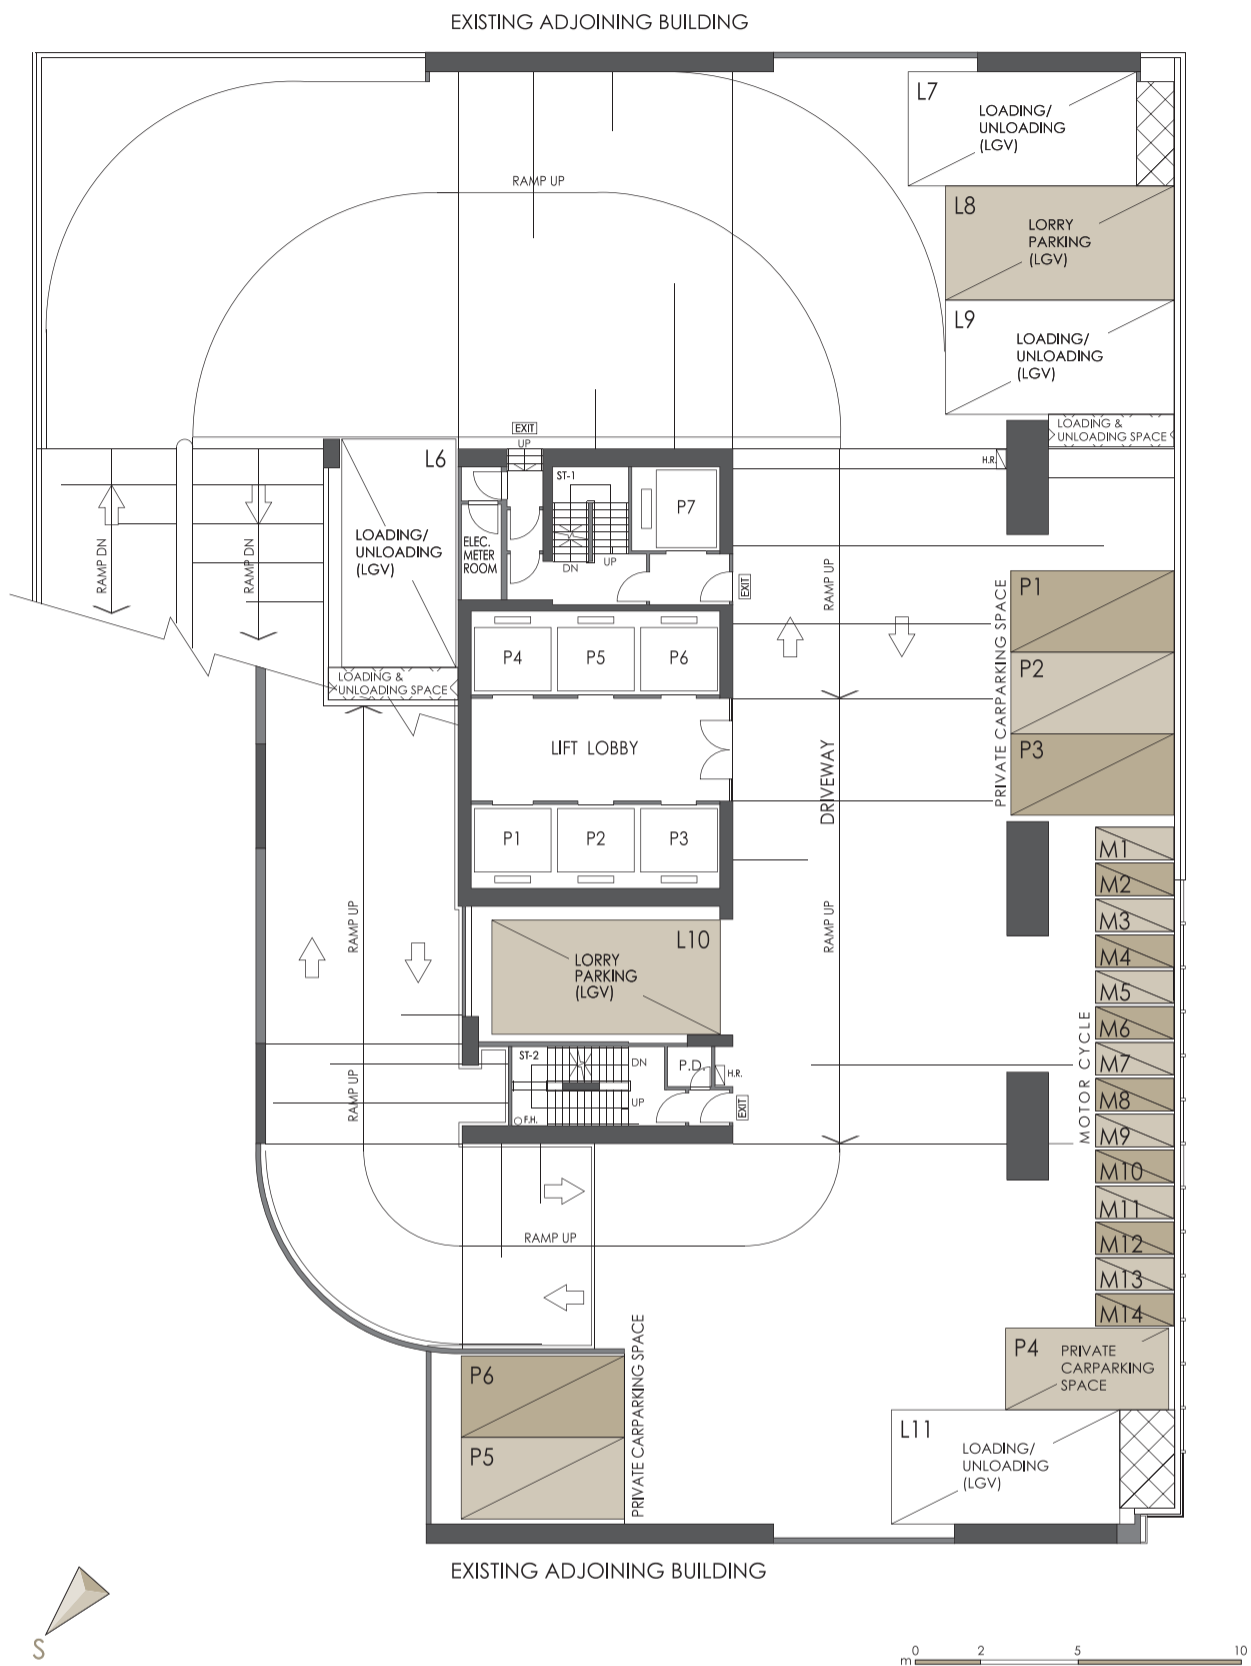 EXISTING ADJOINING BUILDING
L7
LOADING/
UNLOADING
(LGV)
RAMP UP
L8
LORRY
PARKING
(LGV)
L9
LOADING/
UNLOADING
(LGV)
LOADING &
UNLOADING SPACE
H.R.
EXIT
UP
L6
LOADING/
UNLOADING
(LGV)
LOADING &
UNLOADING SPACE
RAMP DN
RAMP DN
ST-1
P7
ELEC.
METER
ROOM
DN
UP
EXIT
P4
P5
P6
LIFT LOBBY
P1
P2
P3
RAMP UP
DRIVEWAY
RAMP UP
PRIVATE CARPARKING SPACE
P1
P2
P3
M1
M2
M3
M4
M5
M6
M7
M8
M9
M10
M11
M12
M13
M14
MOTOR CYCLE
RAMP UP
L10
LORRY
PARKING
(LGV)
RAMP UP
ST-2
DN
UP
F.H.
P.D.
H.R.
EXIT
RAMP UP
P4
PRIVATE
CARPARKING
SPACE
P6
P5
PRIVATE CARPARKING SPACE
L11
LOADING/
UNLOADING
(LGV)
EXISTING ADJOINING BUILDING
S
m 0 2 5 10